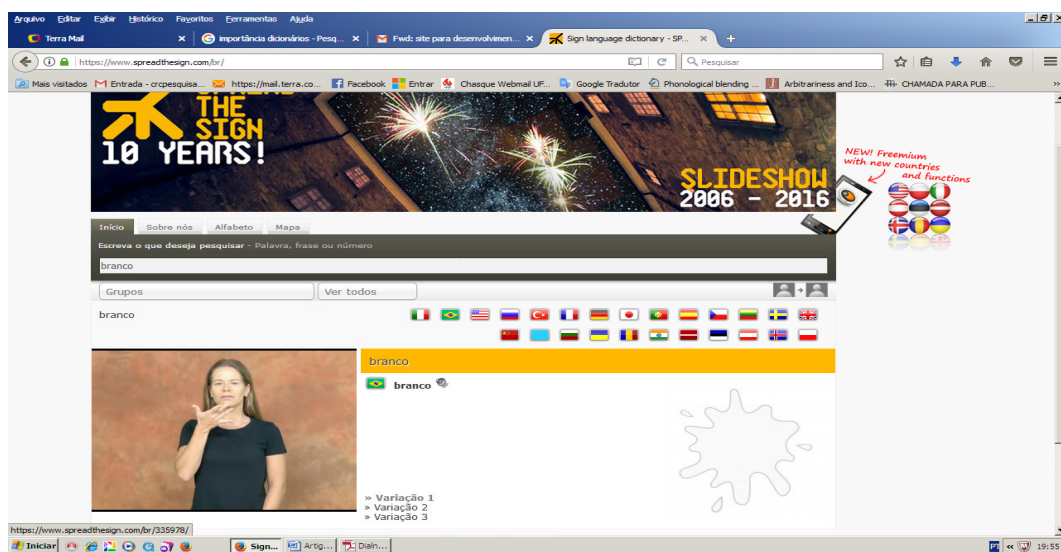 Arquivo Editar Exibir Histórico Favoritos Ferramentas Ajuda
Terra Mail
importância dicionários - Pesq...
Fwd: site para desenvolvimen...
Sign language dictionary - SP...
https://www.spreadthesign.com/br/
Pesquisar
Mais visitados Entrada - crcpesquisa... https://mail.terra.co... Facebook Entrar Chasque Webmail UF... Google Tradutor Phonological blending ... Arbitrariness and Ico... CHAMADA PARA PUB...
THE
SIGN
10 YEARS!
SLIDESHOW
2006 - 2016
NEW! Freemium
with new countries
and functions
Início Sobre nós Alfabeto Mapa
Escreva o que deseja pesquisar - Palavra, frase ou número
branco
Grupos Ver todos
branco
branco
branco
» Variação 1
» Variação 2
» Variação 3
https://www.spreadthesign.com/br/335978/
Iniciar Sign... Artig... PT 19:55